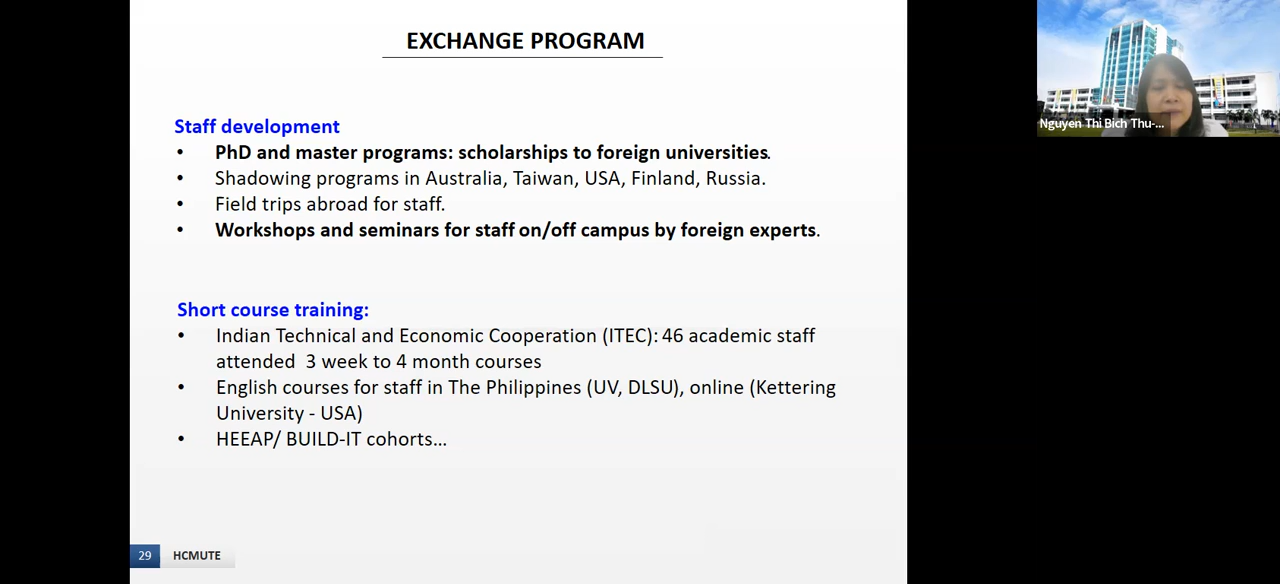 EXCHANGE PROGRAM
Staff development
• PhD and master programs: scholarships to foreign universities.
• Shadowing programs in Australia, Taiwan, USA, Finland, Russia.
• Field trips abroad for staff.
• Workshops and seminars for staff on/off campus by foreign experts.
Short course training:
• Indian Technical and Economic Cooperation (ITEC): 46 academic staff
attended 3 week to 4 month courses
• English courses for staff in The Philippines (UV, DLSU), online (Kettering
University - USA)
• HEEAP/ BUILD-IT cohorts...
29 HCMUTE
Nguyen Thi Bich Thu-...